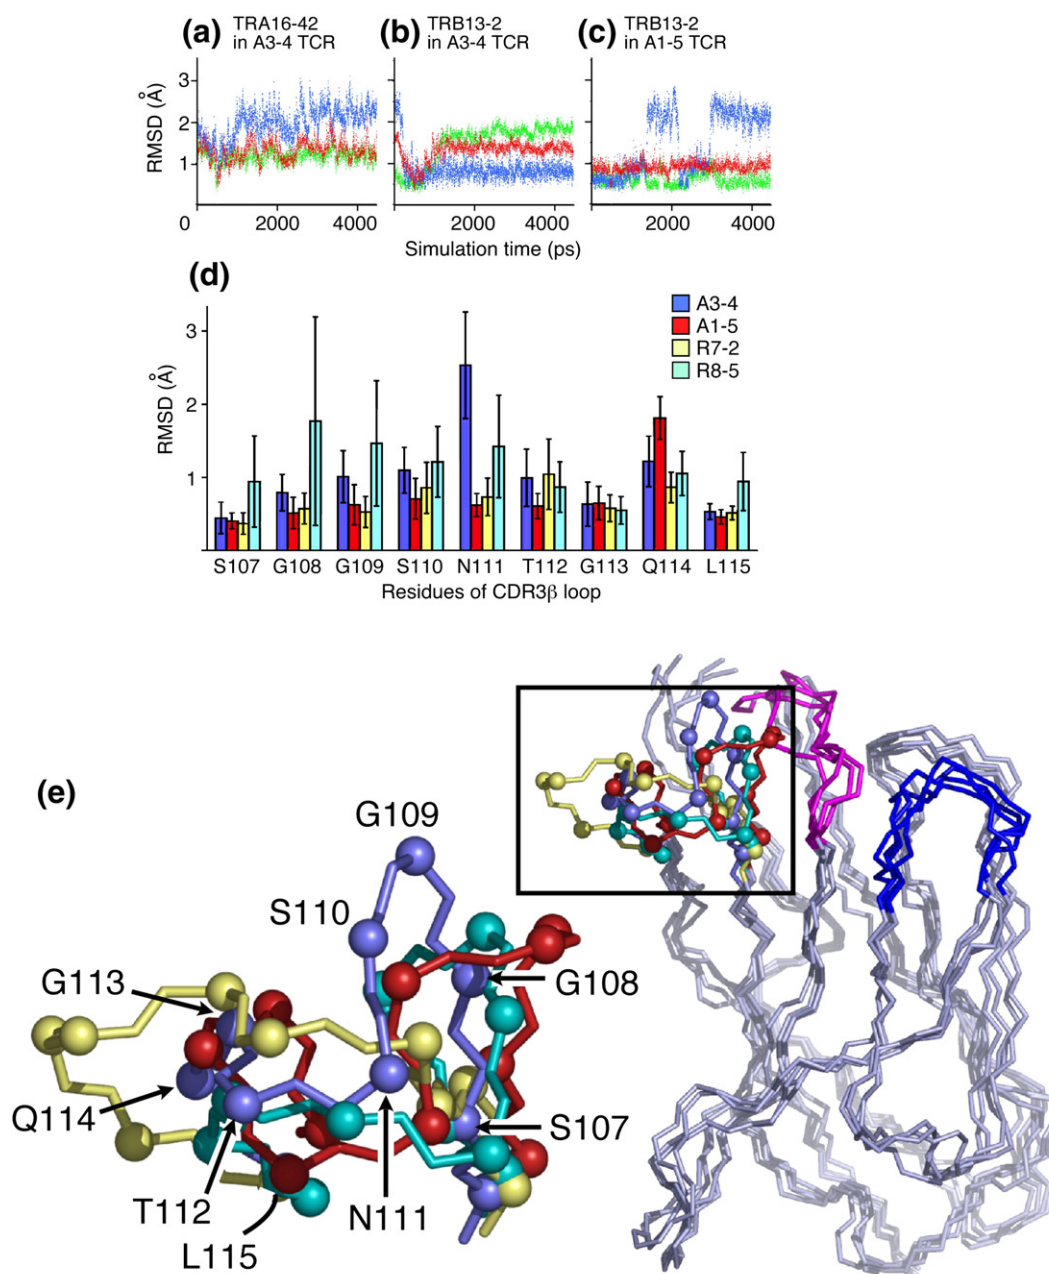 (a) TRA16-42
in A3-4 TCR
(b) TRB13-2
in A3-4 TCR
(c) TRB13-2
in A1-5 TCR
RMSD (Å)
3
2
1
0 2000 4000
2000 4000
2000 4000
Simulation time (ps)
(d)
A3-4
A1-5
R7-2
R8-5
RMSD (Å)
3
2
1
S107 G108 G109 S110 N111 T112 G113 Q114 L115
Residues of CDR3β loop
(e)
G109
S110
G113
G108
Q114
S107
T112
N111
L115